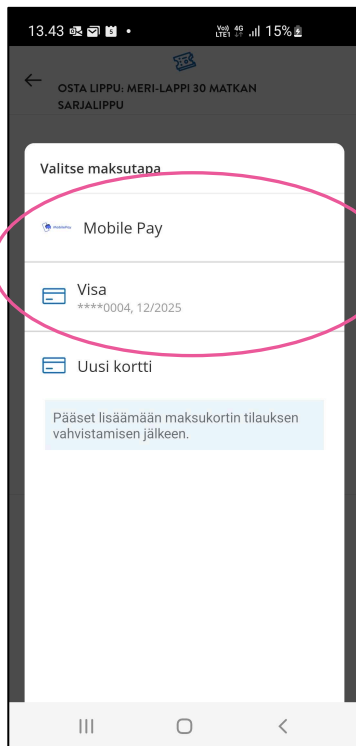 13.43 15%
OSTA LIPPU: MERI-LAPPI 30 MATKAN
SARJALIPPU
Valitse maksutapa
MobilePay Mobile Pay
Visa
****0004, 12/2025
Uusi kortti
Pääset lisäämään maksukortin tilauksen
vahvistamisen jälkeen.